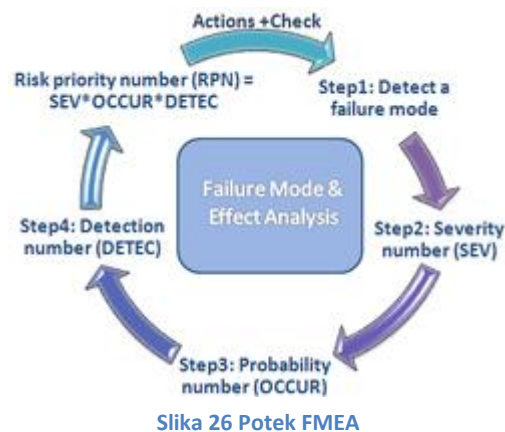 Actions +Check
Risk priority number (RPN) =
SEV*OCCUR*DETEC
Step1: Detect a
failure mode
Failure Mode &
Effect Analysis
Step4: Detection
number (DETEC)
Step2: Severity
number (SEV)
Step3: Probability
number (OCCUR)
Slika 26 Potek FMEA